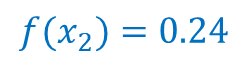 f(x₂) = 0.24